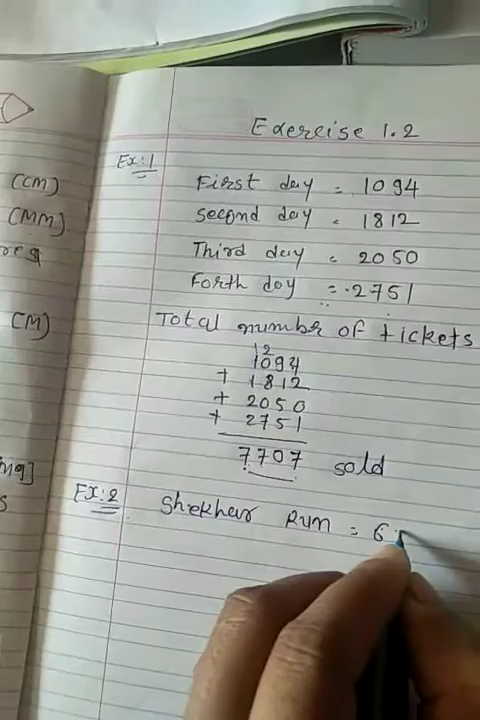 Exercise 1.2
(CM)
(MM)
(M)
Ex:1
First day = 1094
Second day = 1812
Third day = 2050
Forth day = 2751
Total number of tickets
12
1094
+ 1812
+ 2050
+ 2751
7707 sold
Ex:2 Shekhar Run = 6